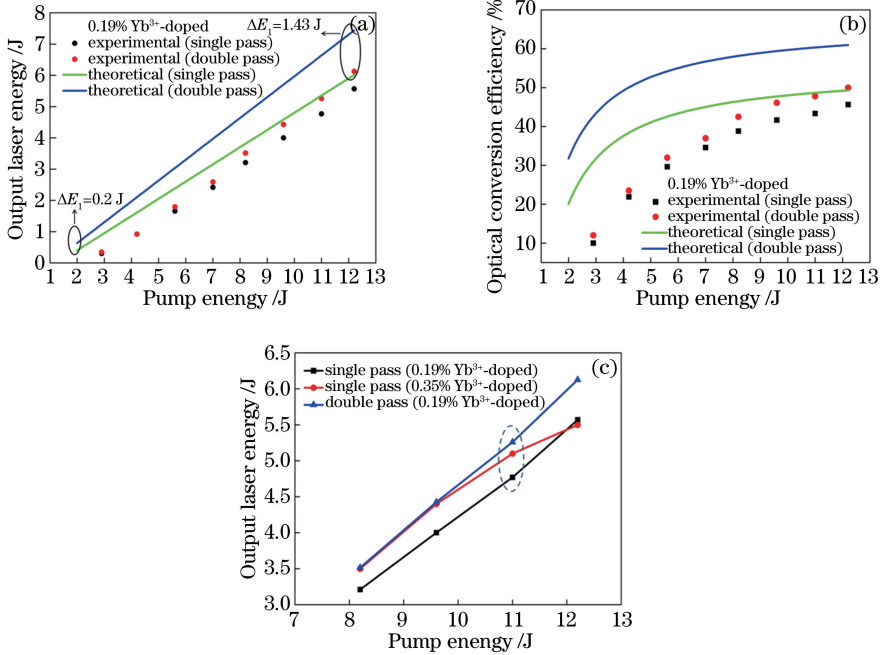 (a)
0.19% Yb³⁺-doped
experimental (single pass)
experimental (double pass)
theoretical (single pass)
theoretical (double pass)
ΔE₁=1.43 J
ΔE₁=0.2 J
Output laser energy /J
8
7
6
5
4
3
2
1
0
1 2 3 4 5 6 7 8 9 10 11 12 13
Pump energy /J
(b)
Optical conversion efficiency /%
60
50
40
30
20
10
0.19% Yb³⁺-doped
experimental (single pass)
experimental (double pass)
theoretical (single pass)
theoretical (double pass)
1 2 3 4 5 6 7 8 9 10 11 12 13
Pump energy /J
(c)
single pass (0.19% Yb³⁺-doped)
single pass (0.35% Yb³⁺-doped)
double pass (0.19% Yb³⁺-doped)
Output laser energy /J
6.5
6.0
5.5
5.0
4.5
4.0
3.5
3.0
7 8 9 10 11 12 13
Pump energy /J